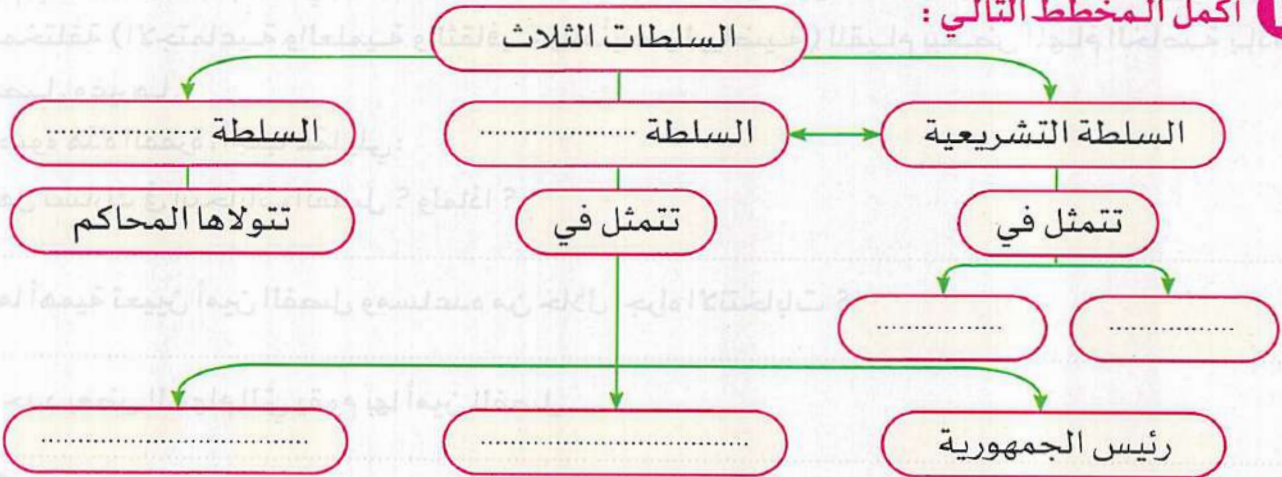 أكمل المخطط التالي :
السلطات الثلاث
السلطة التشريعية
السلطة ..................
السلطة ..................
تتمثل في
تتمثل في
تتولاها المحاكم
..............
..............
رئيس الجمهورية
..............................
..............................